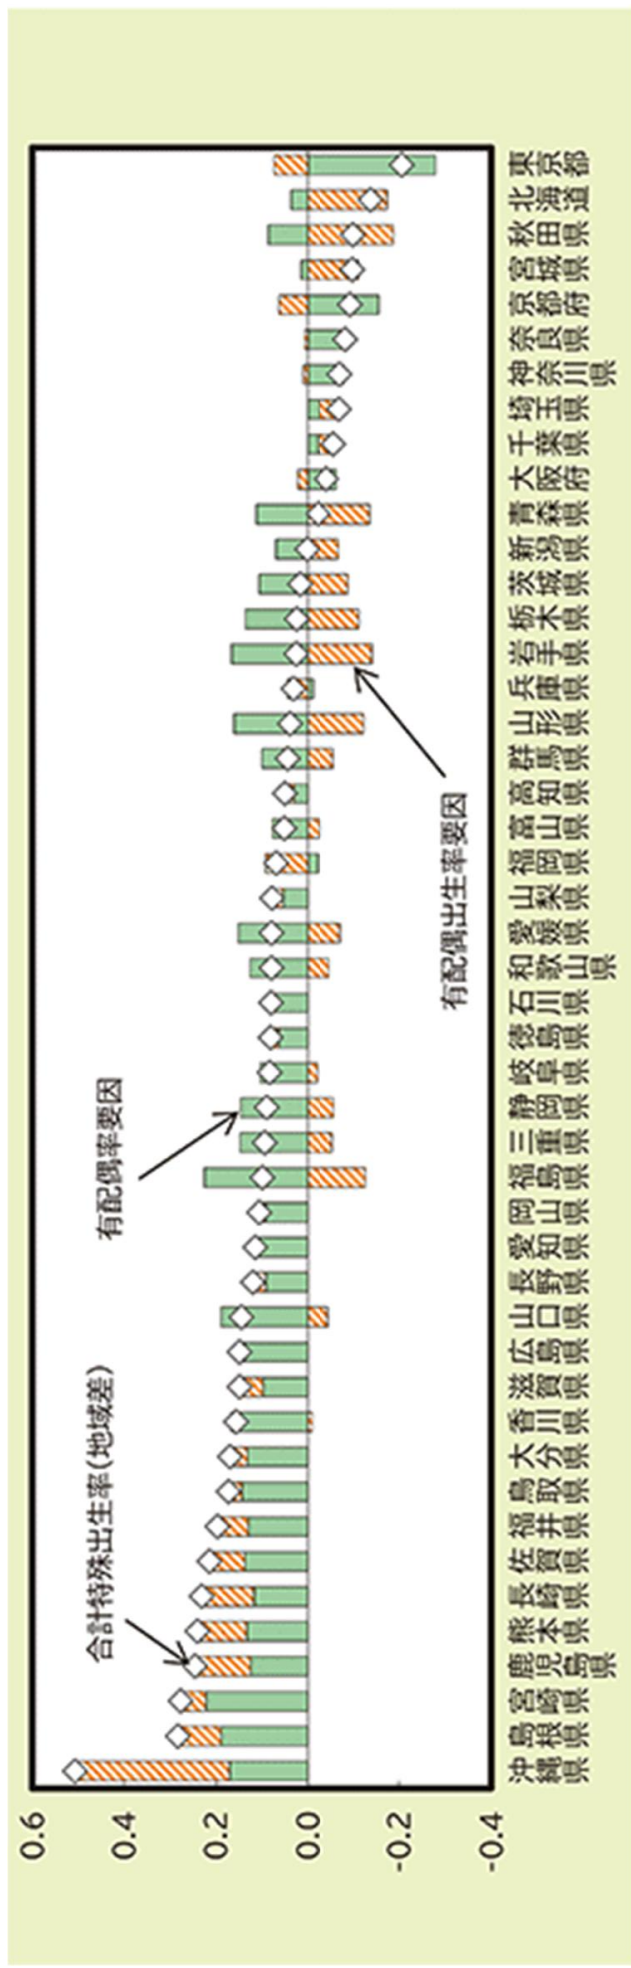 0.6
0.4
0.2
0.0
-0.2
-0.4
合計特殊出生率(地域差)
有配偶率要因
有配偶出生率要因
沖縄県
島根県
宮崎県
鹿児島県
熊本県
長崎県
佐賀県
福井県
鳥取県
大分県
香川県
滋賀県
広島県
山口県
長野県
愛知県
岡山県
福島県
三重県
静岡県
岐阜県
徳島県
石川県
和歌山県
愛媛県
山梨県
福岡県
富山県
高知県
群馬県
山形県
兵庫県
岩手県
栃木県
茨城県
新潟県
青森県
大阪府
千葉県
埼玉県
神奈川県
奈良県
京都府
宮城県
秋田県
北海道
東京都